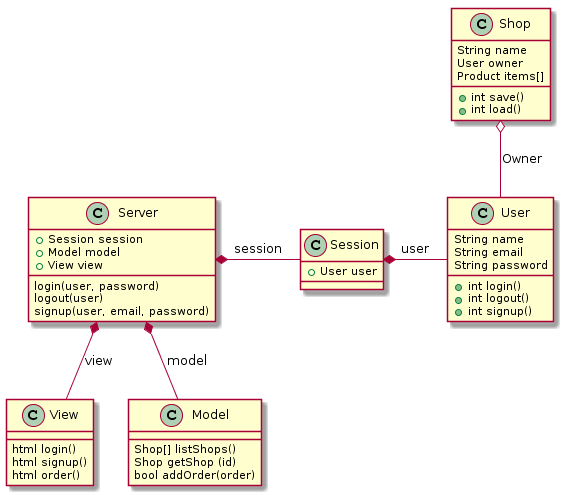 C Shop
String name
User owner
Product items[]
int save()
int load()
Owner
C Server
Session session
Model model
View view
login(user, password)
logout(user)
signup(user, email, password)
session
C Session
User user
user
C User
String name
String email
String password
int login()
int logout()
int signup()
view
model
C View
html login()
html signup()
html order()
C Model
Shop[] listShops()
Shop getShop (id)
bool addOrder(order)